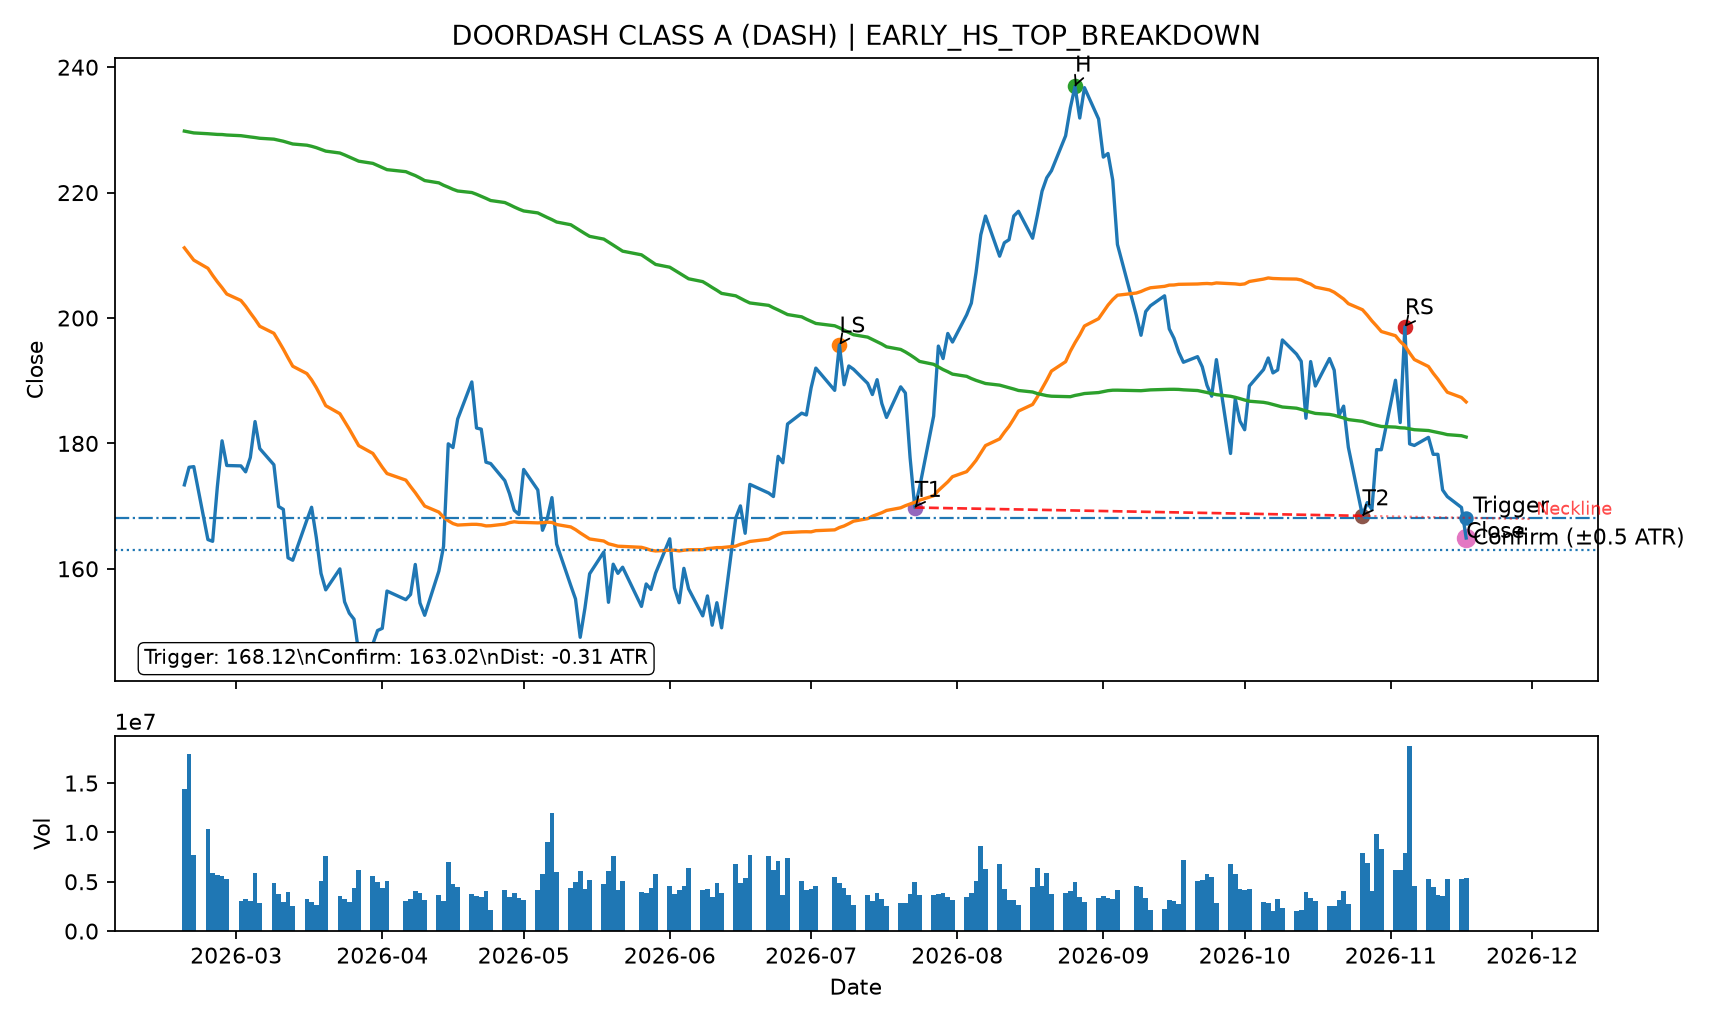 DOORDASH CLASS A (DASH) | EARLY_HS_TOP_BREAKDOWN
240
220
200
180
160
Close
H
LS
RS
T1
T2
Trigger
Neckline
Close
Confirm (±0.5 ATR)
Trigger: 168.12\nConfirm: 163.02\nDist: -0.31 ATR
1e7
1.5
1.0
0.5
0.0
Vol
2026-03
2026-04
2026-05
2026-06
2026-07
2026-08
2026-09
2026-10
2026-11
2026-12
Date